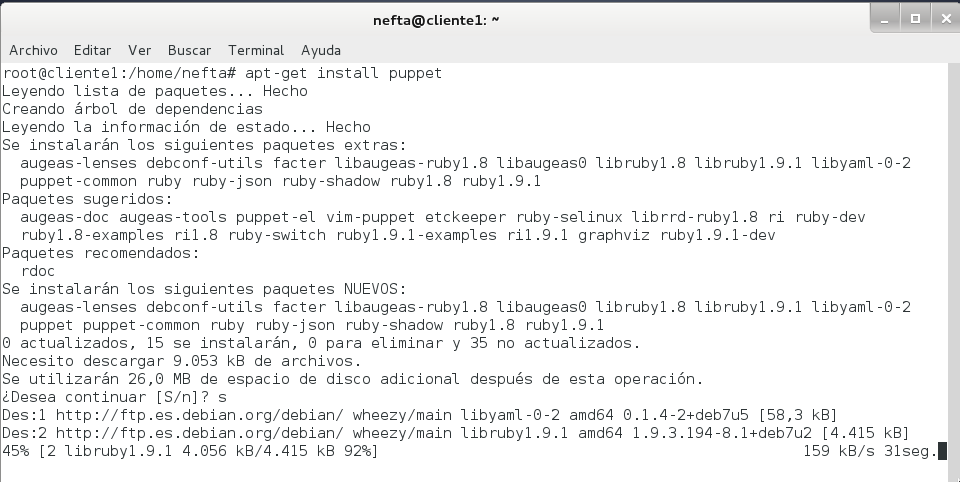 nefta@cliente1: ~
Archivo Editar Ver Buscar Terminal Ayuda
root@cliente1:/home/nefta# apt-get install puppet
Leyendo lista de paquetes... Hecho
Creando árbol de dependencias
Leyendo la información de estado... Hecho
Se instalarán los siguientes paquetes extras:
  augeas-lenses debconf-utils facter libaugeas-ruby1.8 libaugeas0 libruby1.8 libruby1.9.1 libyaml-0-2
  puppet-common ruby ruby-json ruby-shadow ruby1.8 ruby1.9.1
Paquetes sugeridos:
  augeas-doc augeas-tools puppet-el vim-puppet etckeeper ruby-selinux librrd-ruby1.8 ri ruby-dev
  ruby1.8-examples ri1.8 ruby-switch ruby1.9.1-examples ri1.9.1 graphviz ruby1.9.1-dev
Paquetes recomendados:
  rdoc
Se instalarán los siguientes paquetes NUEVOS:
  augeas-lenses debconf-utils facter libaugeas-ruby1.8 libaugeas0 libruby1.8 libruby1.9.1 libyaml-0-2
  puppet puppet-common ruby ruby-json ruby-shadow ruby1.8 ruby1.9.1
0 actualizados, 15 se instalarán, 0 para eliminar y 35 no actualizados.
Necesito descargar 9.053 kB de archivos.
Se utilizarán 26,0 MB de espacio de disco adicional después de esta operación.
¿Desea continuar [S/n]? s
Des:1 http://ftp.es.debian.org/debian/ wheezy/main libyaml-0-2 amd64 0.1.4-2+deb7u5 [58,3 kB]
Des:2 http://ftp.es.debian.org/debian/ wheezy/main libruby1.9.1 amd64 1.9.3.194-8.1+deb7u2 [4.415 kB]
45% [2 libruby1.9.1 4.056 kB/4.415 kB 92%] 159 kB/s 31seg.